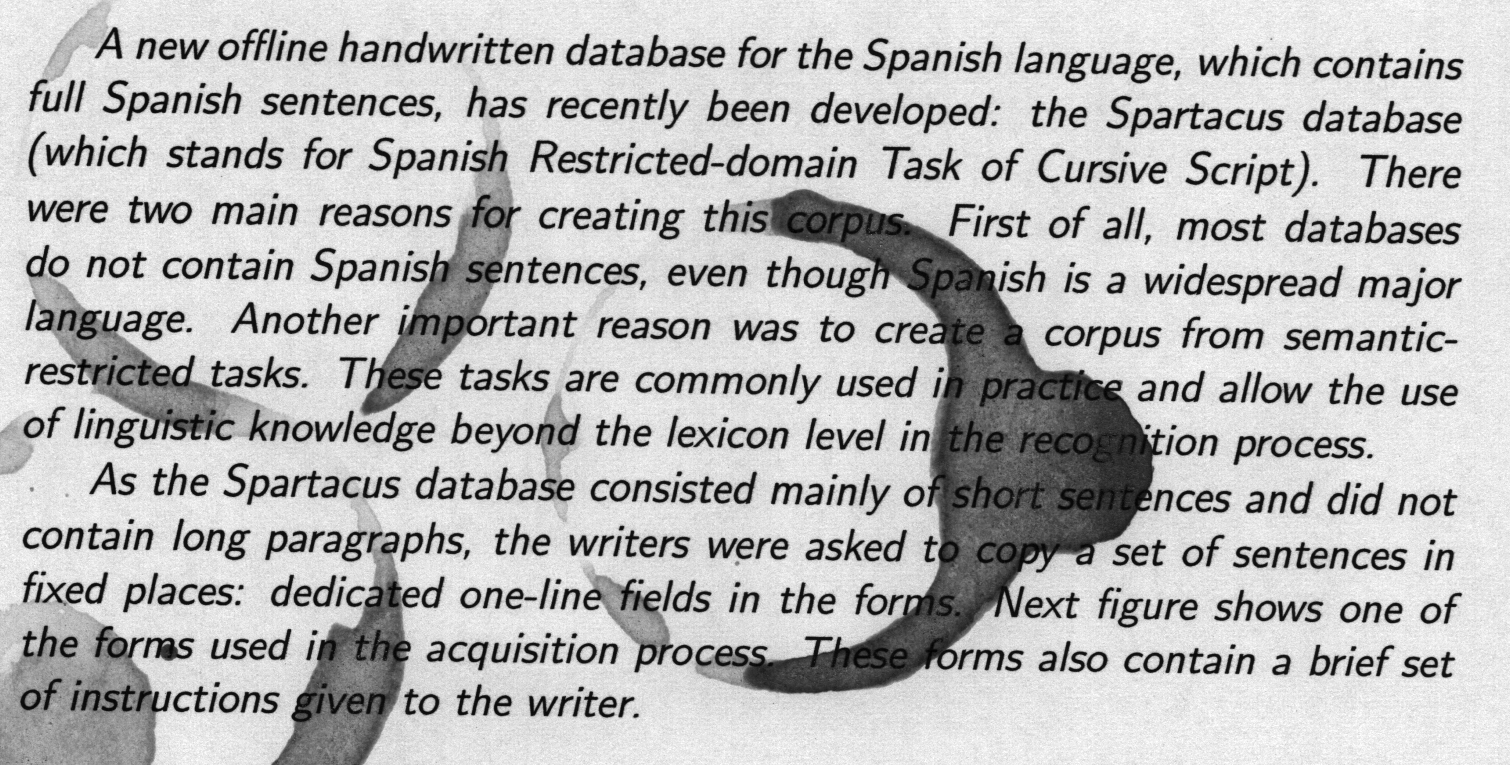 A new offline handwritten database for the Spanish language, which contains
full Spanish sentences, has recently been developed: the Spartacus database
(which stands for Spanish Restricted-domain Task of Cursive Script). There
were two main reasons for creating this corpus. First of all, most databases
do not contain Spanish sentences, even though Spanish is a widespread major
language. Another important reason was to create a corpus from semantic-
restricted tasks. These tasks are commonly used in practice and allow the use
of linguistic knowledge beyond the lexicon level in the recognition process.
As the Spartacus database consisted mainly of short sentences and did not
contain long paragraphs, the writers were asked to copy a set of sentences in
fixed places: dedicated one-line fields in the forms. Next figure shows one of
the forms used in the acquisition process. These forms also contain a brief set
of instructions given to the writer.